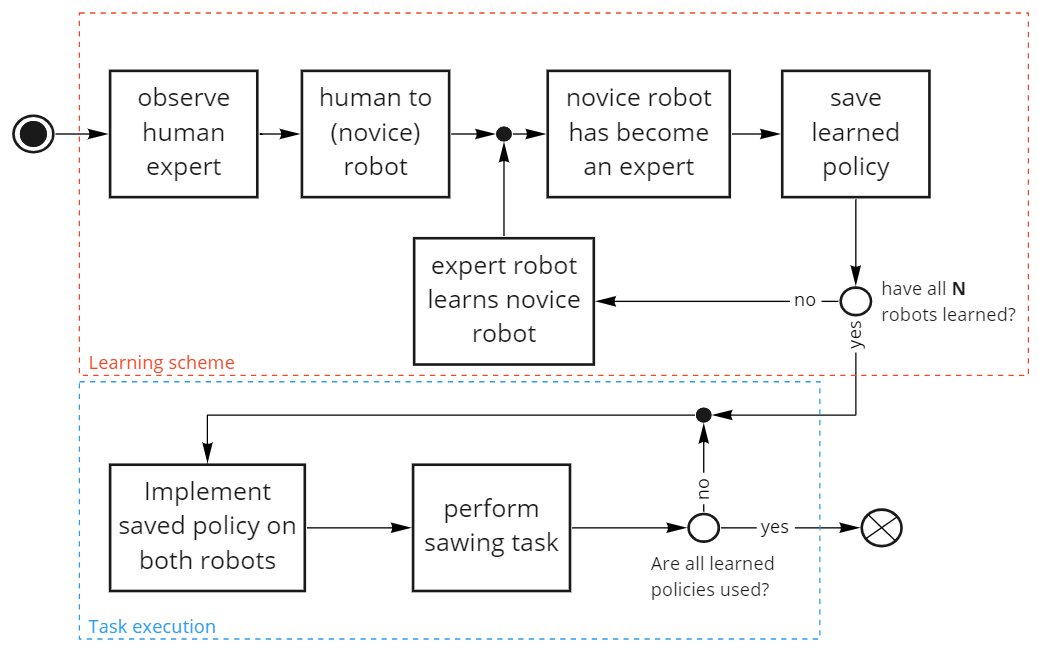 observe
human
expert
human to
(novice)
robot
novice robot
has become
an expert
save
learned
policy
expert robot
learns novice
robot
no
have all N
robots learned?
yes
Learning scheme
Implement
saved policy on
both robots
perform
sawing task
no
yes
Are all learned
policies used?
Task execution